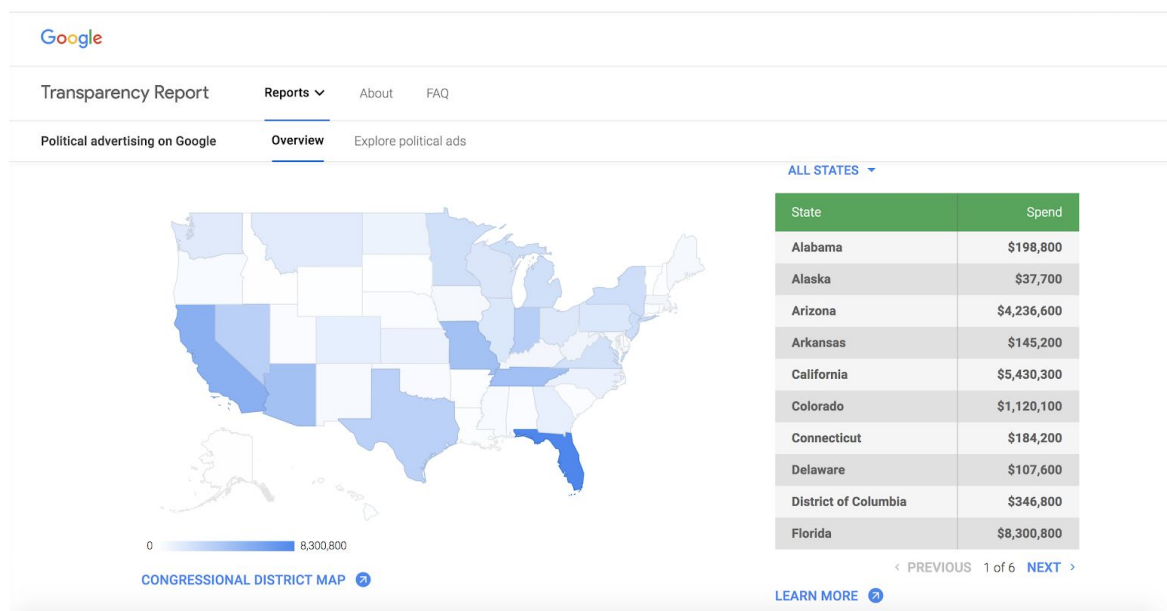 Google
Transparency Report Reports About FAQ
Political advertising on Google Overview Explore political ads
ALL STATES
State Spend
Alabama $198,800
Alaska $37,700
Arizona $4,236,600
Arkansas $145,200
California $5,430,300
Colorado $1,120,100
Connecticut $184,200
Delaware $107,600
District of Columbia $346,800
Florida $8,300,800
0 8,300,800
< PREVIOUS 1 of 6 NEXT >
CONGRESSIONAL DISTRICT MAP
LEARN MORE